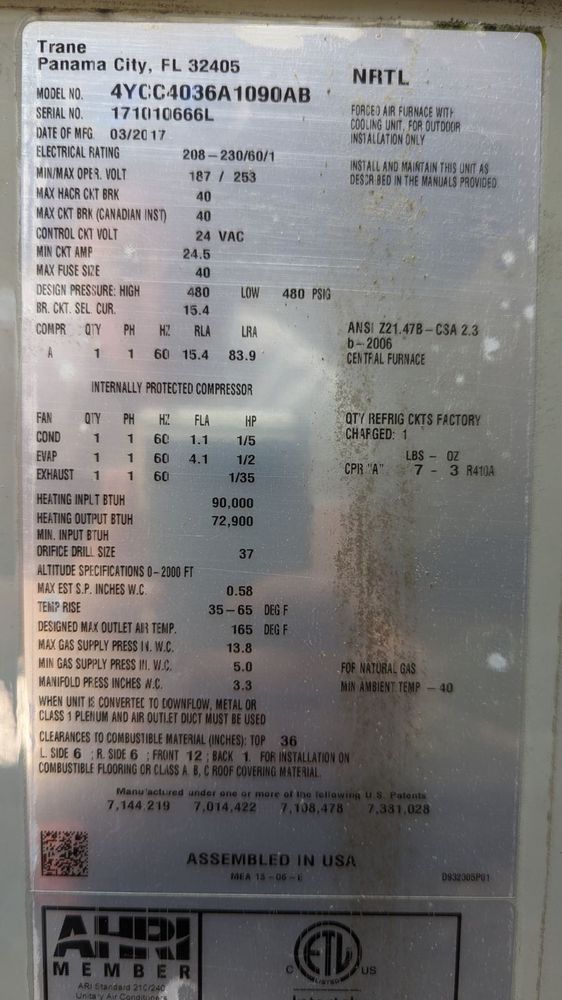 Trane
Panama City, FL 32405
NRTL
MODEL NO. 4YCC4036A1090AB
SERIAL NO. 171010666L
DATE OF MFG 03/2017
FORCED AIR FURNACE WITH
COOLING UNIT, FOR OUTDOOR
INSTALLATION ONLY
ELECTRICAL RATING 208-230/60/1
MIN/MAX OPER. VOLT 187 / 253
INSTALL AND MAINTAIN THIS UNIT AS
DESCRIBED IN THE MANUALS PROVIDED.
MAX HACR CKT BRK 40
MAX CKT BRK (CANADIAN INST) 40
CONTROL CKT VOLT 24 VAC
MIN CKT AMP 24.5
MAX FUSE SIZE 40
DESIGN PRESSURE: HIGH 480 LOW 480 PSIG
BR. CKT. SEL. CUR. 15.4
COMPR QTY PH HZ RLA LRA
A 1 1 60 15.4 83.9
ANSI Z21.47B-CSA 2.3
b-2006
CENTRAL FURNACE
INTERNALLY PROTECTED COMPRESSOR
FAN QTY PH HZ FLA HP
COND 1 1 60 1.1 1/5
EVAP 1 1 60 4.1 1/2
EXHAUST 1 1 60 1/35
QTY REFRIG CKTS FACTORY
CHARGED: 1
LBS - OZ
CPR "A" 7 - 3 R410A
HEATING INPUT BTUH 90,000
HEATING OUTPUT BTUH 72,900
MIN. INPUT BTUH
ORIFICE DRILL SIZE 37
ALTITUDE SPECIFICATIONS 0-2000 FT
MAX EST S.P. INCHES W.C. 0.58
TEMP RISE 35-65 DEG F
DESIGNED MAX OUTLET AIR TEMP. 165 DEG F
MAX GAS SUPPLY PRESS IN. W.C. 13.8
MIN GAS SUPPLY PRESS IN. W.C. 5.0
MANIFOLD PRESS INCHES W.C. 3.3
FOR NATURAL GAS
MIN AMBIENT TEMP -40
WHEN UNIT IS CONVERTED TO DOWNFLOW, METAL OR
CLASS 1 PLENUM AND AIR OUTLET DUCT MUST BE USED
CLEARANCES TO COMBUSTIBLE MATERIAL (INCHES): TOP 36
L. SIDE 6 ; R. SIDE 6 ; FRONT 12 ; BACK 1. FOR INSTALLATION ON
COMBUSTIBLE FLOORING OR CLASS A, B, C ROOF COVERING MATERIAL.
Manufactured under one or more of the following U.S. Patents
7,144,219 7,014,422 7,108,478 7,381,028
ASSEMBLED IN USA
MEA 13-06-E
D932305P01
AHRI
MEMBER
ARI Standard 210/240
Unitary Air Conditioners
C ETL US
LISTED